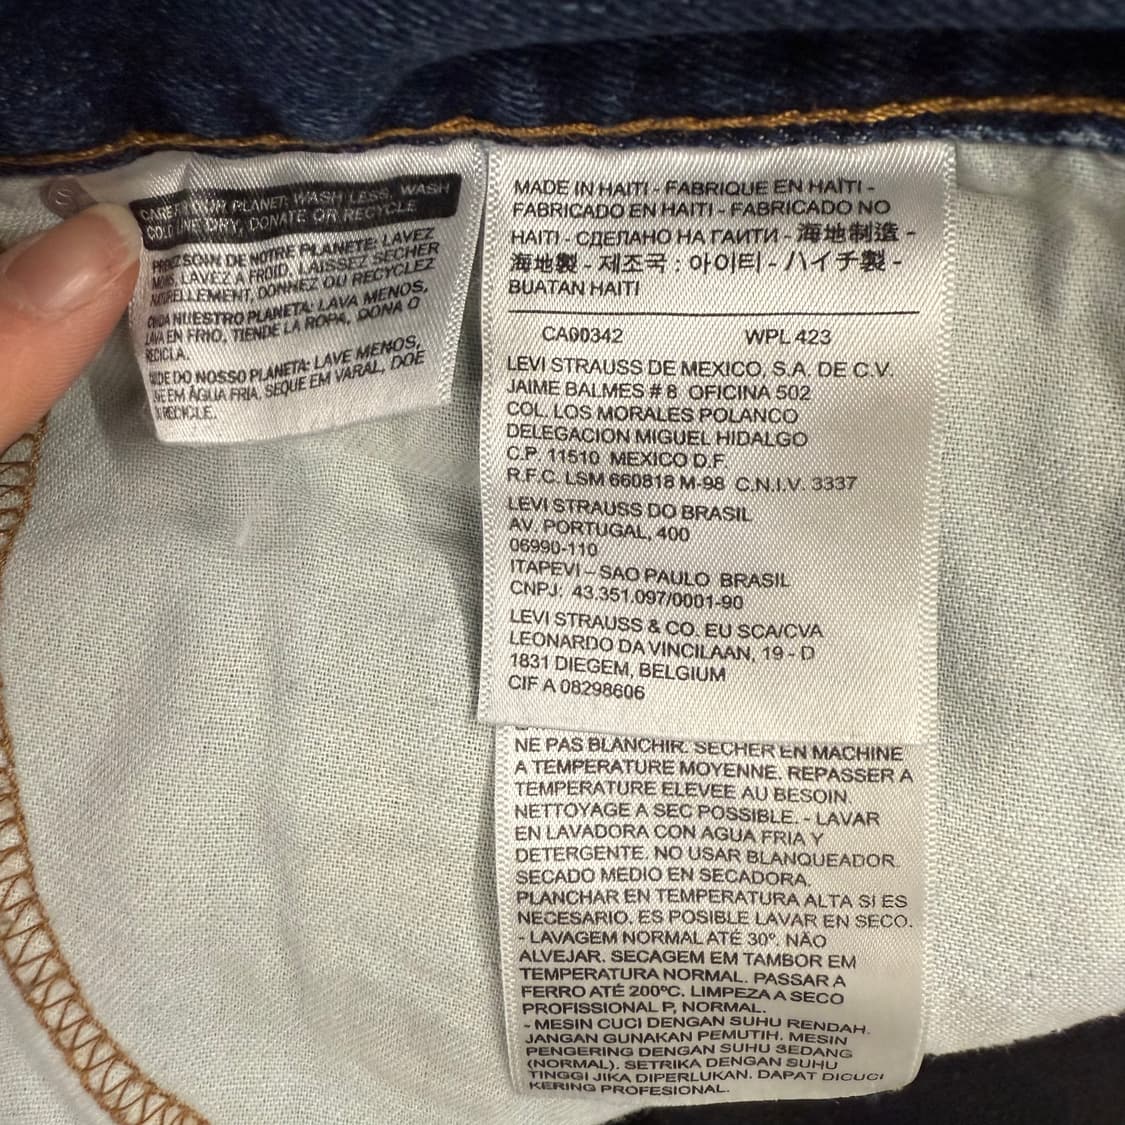 CARE FOR OUR PLANET: WASH LESS, WASH
COLD, LINE DRY, DONATE OR RECYCLE
SOIN DE NOTRE PLANETE: LAVEZ
LAVEZ A FROID, LAISSEZ SECHER
NATURELLEMENT, DONNEZ OU RECYCLEZ
NUESTRO PLANETA: LAVA MENOS,
LAVA EN FRIO, TIENDE LA ROPA, DONA O
RECICLA.
DO NOSSO PLANETA: LAVE MENOS,
EM ÁGUA FRIA, SEQUE EM VARAL, DOE
RECICLE.
MADE IN HAITI - FABRIQUE EN HAÏTI -
FABRICADO EN HAITI - FABRICADO NO
HAITI - СДЕЛАНО НА ГАИТИ - 海地制造 -
海地製 - 제조국 : 아이티 - ハイチ製 -
BUATAN HAITI
CA00342 WPL 423
LEVI STRAUSS DE MEXICO, S.A. DE C.V.
JAIME BALMES # 8 OFICINA 502
COL. LOS MORALES POLANCO
DELEGACION MIGUEL HIDALGO
C.P. 11510 MEXICO D.F.
R.F.C. LSM 660818 M-98 C.N.I.V. 3337
LEVI STRAUSS DO BRASIL
AV. PORTUGAL, 400
06990-110
ITAPEVI - SAO PAULO BRASIL
CNPJ: 43.351.097/0001-90
LEVI STRAUSS & CO. EU SCA/CVA
LEONARDO DA VINCILAAN, 19 - D
1831 DIEGEM, BELGIUM
CIF A 08298606
NE PAS BLANCHIR. SECHER EN MACHINE
A TEMPERATURE MOYENNE. REPASSER A
TEMPERATURE ELEVEE AU BESOIN.
NETTOYAGE A SEC POSSIBLE. - LAVAR
EN LAVADORA CON AGUA FRIA Y
DETERGENTE. NO USAR BLANQUEADOR.
SECADO MEDIO EN SECADORA.
PLANCHAR EN TEMPERATURA ALTA SI ES
NECESARIO. ES POSIBLE LAVAR EN SECO.
- LAVAGEM NORMAL ATÉ 30°. NÃO
ALVEJAR. SECAGEM EM TAMBOR EM
TEMPERATURA NORMAL. PASSAR A
FERRO ATÉ 200ºC. LIMPEZA A SECO
PROFISSIONAL P, NORMAL.
- MESIN CUCI DENGAN SUHU RENDAH.
JANGAN GUNAKAN PEMUTIH. MESIN
PENGERING DENGAN SUHU SEDANG
(NORMAL). SETRIKA DENGAN SUHU
TINGGI JIKA DIPERLUKAN. DAPAT DICUCI
KERING PROFESIONAL.